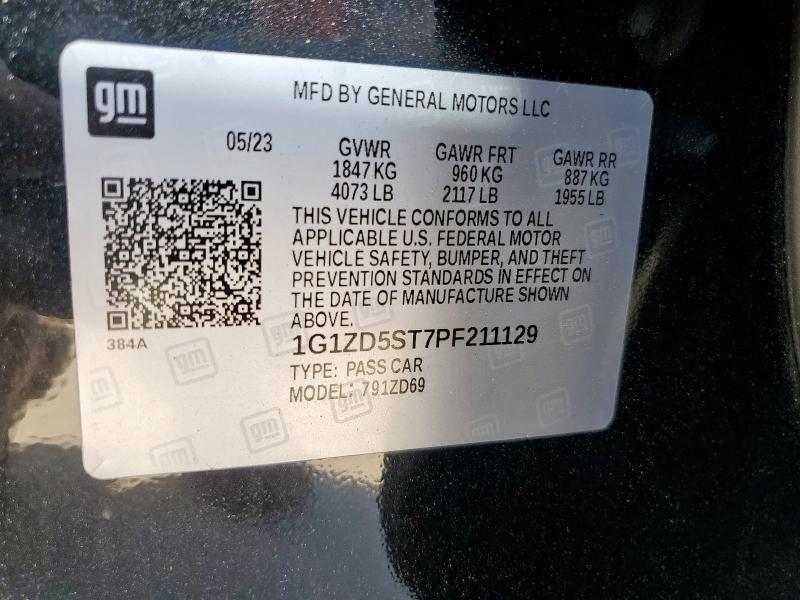 gm
MFD BY GENERAL MOTORS LLC
05/23
GVWR
1847 KG
4073 LB
GAWR FRT
960 KG
2117 LB
GAWR RR
887 KG
1955 LB
THIS VEHICLE CONFORMS TO ALL
APPLICABLE U.S. FEDERAL MOTOR
VEHICLE SAFETY, BUMPER, AND THEFT
PREVENTION STANDARDS IN EFFECT ON
THE DATE OF MANUFACTURE SHOWN
ABOVE.
384A
1G1ZD5ST7PF211129
TYPE: PASS CAR
MODEL: 791ZD69